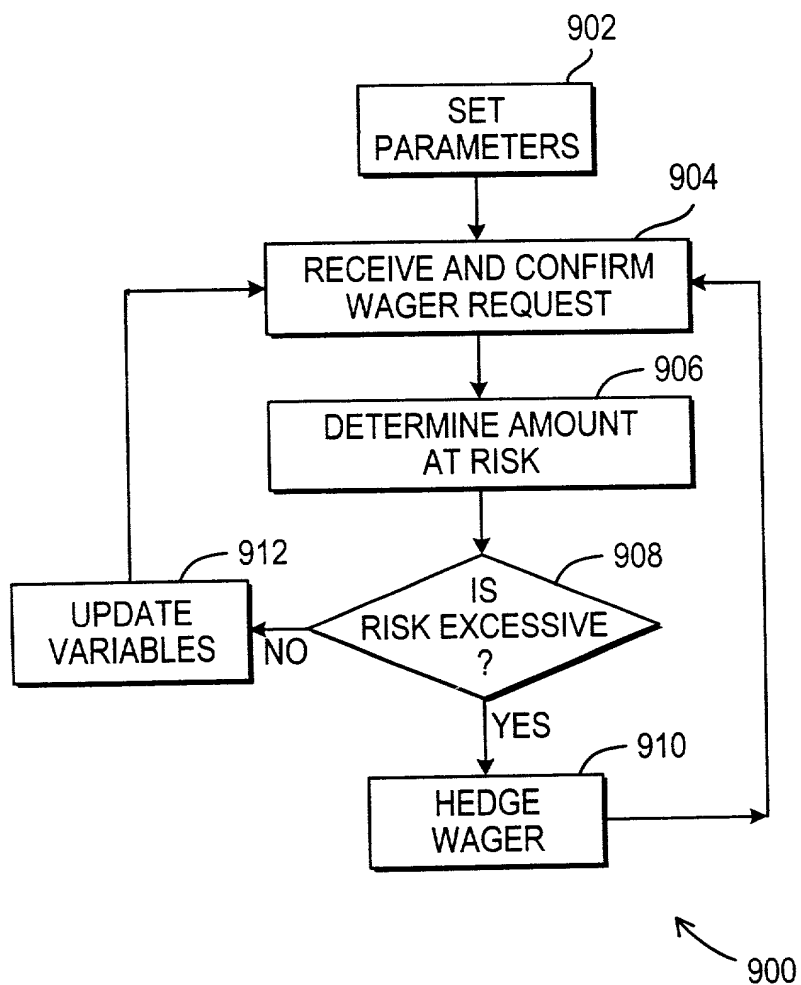 902
SET
PARAMETERS
904
RECEIVE AND CONFIRM
WAGER REQUEST
906
DETERMINE AMOUNT
AT RISK
912
908
UPDATE
VARIABLES
IS
RISK EXCESSIVE
?
NO
YES
910
HEDGE
WAGER
900